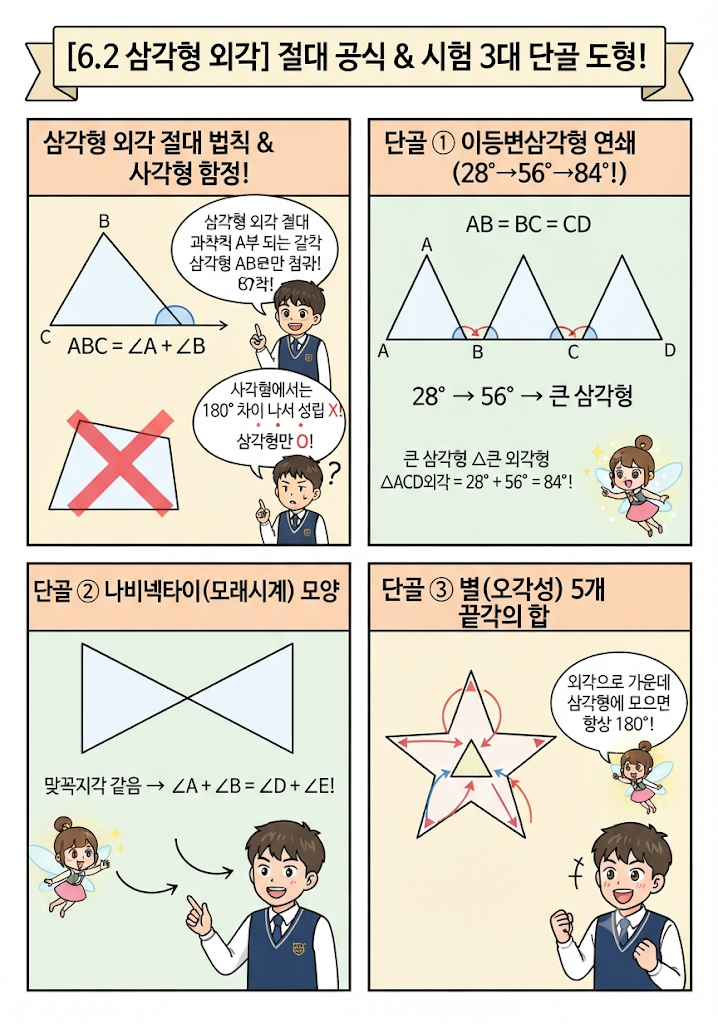 [6.2 삼각형 외각] 절대 공식 & 시험 3대 단골 도형!
삼각형 외각 절대 법칙 &
사각형 함정!
B
C
ABC = ∠A + ∠B
삼각형 외각 절대
A부 되는 갈착
삼각형
사각형에서는
180° 차이 나서 성립 X!
삼각형만 O!
?
단골 ① 이등변삼각형 연쇄
(28°→56°→84°!)
AB = BC = CD
A
A
B
C
D
28° → 56° → 큰 삼각형
큰 삼각형 △큰 외각형
△ACD외각 = 28° + 56° = 84°!
단골 ② 나비넥타이(모래시계) 모양
맞꼭지각 같음 → ∠A + ∠B = ∠D + ∠E!
단골 ③ 별(오각성) 5개
끝각의 합
외각으로 가운데
삼각형에 모으면
항상 180°!